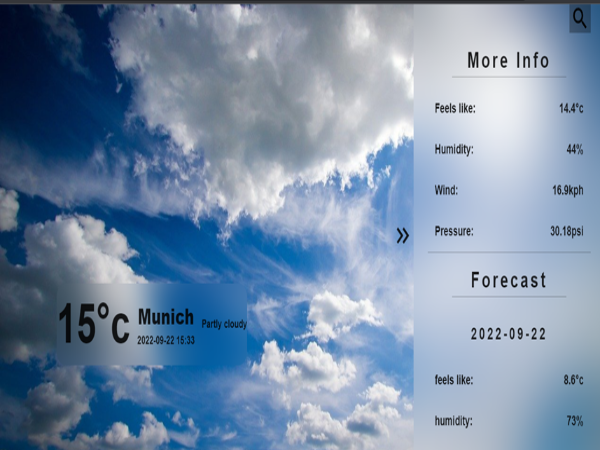 15°c
Munich
2022-09-22 15:33
Partly cloudy
»
More Info
Feels like: 14.4°c
Humidity: 44%
Wind: 16.9kph
Pressure: 30.18psi
Forecast
2022-09-22
feels like: 8.6°c
humidity: 73%